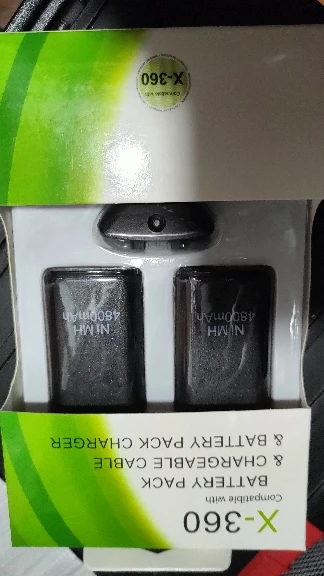 X-360
Compatible with
BATTERY PACK
& CHARGEABLE CABLE
& BATTERY PACK CHARGER
Ni MH
4800mAh
Ni MH
4800mAh
Compatible with
X-360